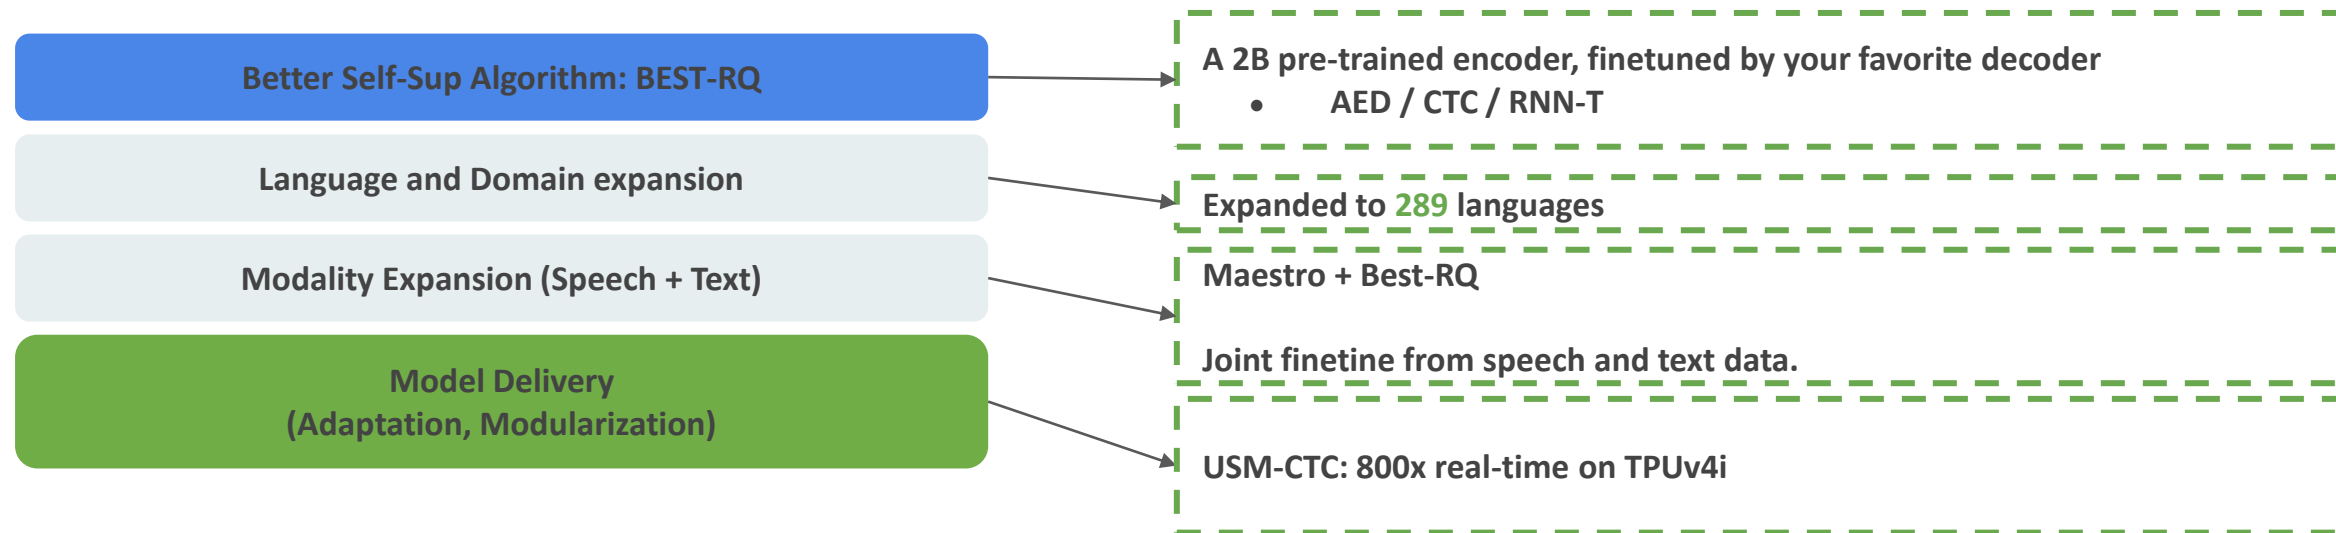 Better Self-Sup Algorithm: BEST-RQ
A 2B pre-trained encoder, finetuned by your favorite decoder
• AED / CTC / RNN-T
Language and Domain expansion
Expanded to 289 languages
Modality Expansion (Speech + Text)
Maestro + Best-RQ
Joint finetine from speech and text data.
Model Delivery
(Adaptation, Modularization)
USM-CTC: 800x real-time on TPUv4i